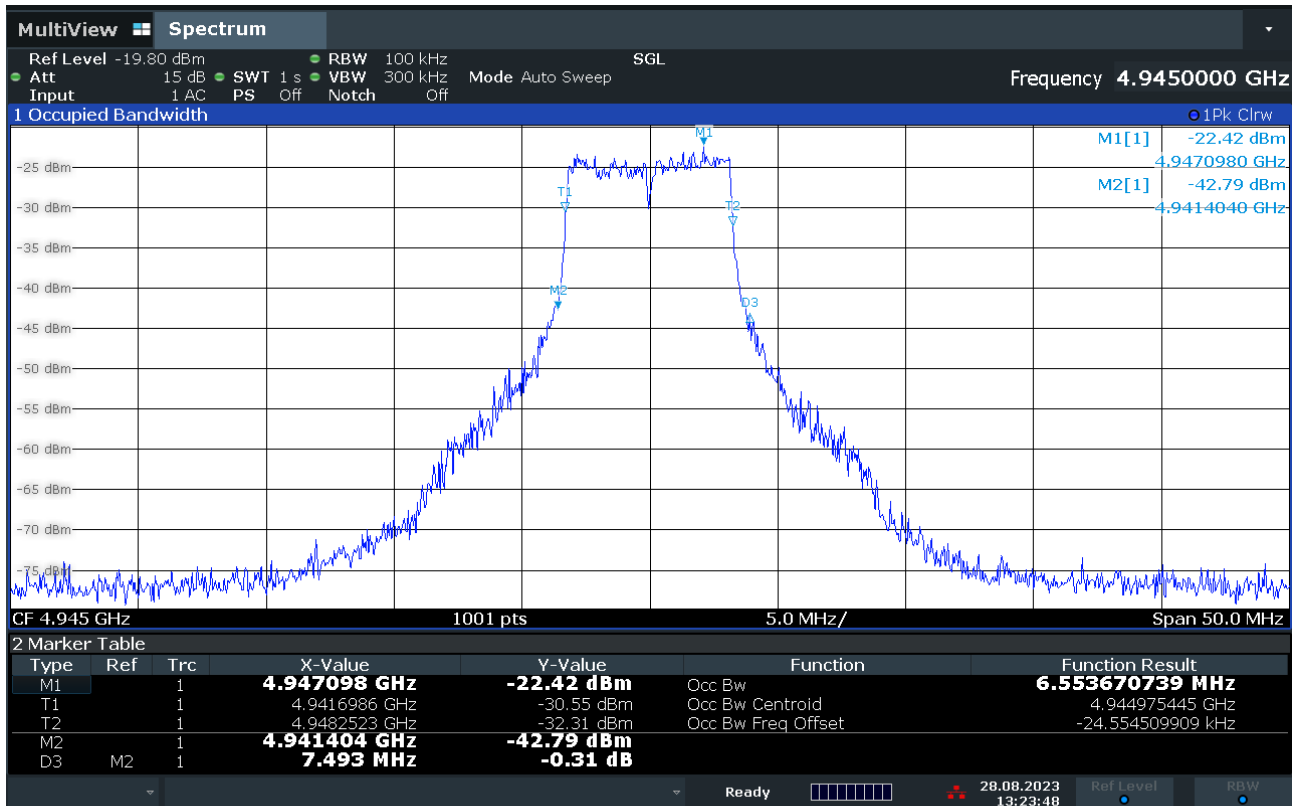 MultiView Spectrum
Ref Level -19.80 dBm RBW 100 kHz SGL
Att 15 dB SWT 1 s VBW 300 kHz Mode Auto Sweep Frequency 4.9450000 GHz
Input 1 AC PS Off Notch Off
1 Occupied Bandwidth 1Pk Clrw
M1 M1[1] -22.42 dBm
-25 dBm 4.9470980 GHz
T1 M2[1] -42.79 dBm
-30 dBm T2 4.9414040 GHz
-35 dBm
-40 dBm M2
D3
-45 dBm
-50 dBm
-55 dBm
-60 dBm
-65 dBm
-70 dBm
-75 dBm
CF 4.945 GHz 1001 pts 5.0 MHz/ Span 50.0 MHz
2 Marker Table
Type Ref Trc X-Value Y-Value Function Function Result
M1 1 4.947098 GHz -22.42 dBm Occ Bw 6.553670739 MHz
T1 1 4.9416986 GHz -30.55 dBm Occ Bw Centroid 4.944975445 GHz
T2 1 4.9482523 GHz -32.31 dBm Occ Bw Freq Offset -24.554509909 kHz
M2 1 4.941404 GHz -42.79 dBm
D3 M2 1 7.493 MHz -0.31 dB
Ready 28.08.2023 Ref Level RBW
13:23:48